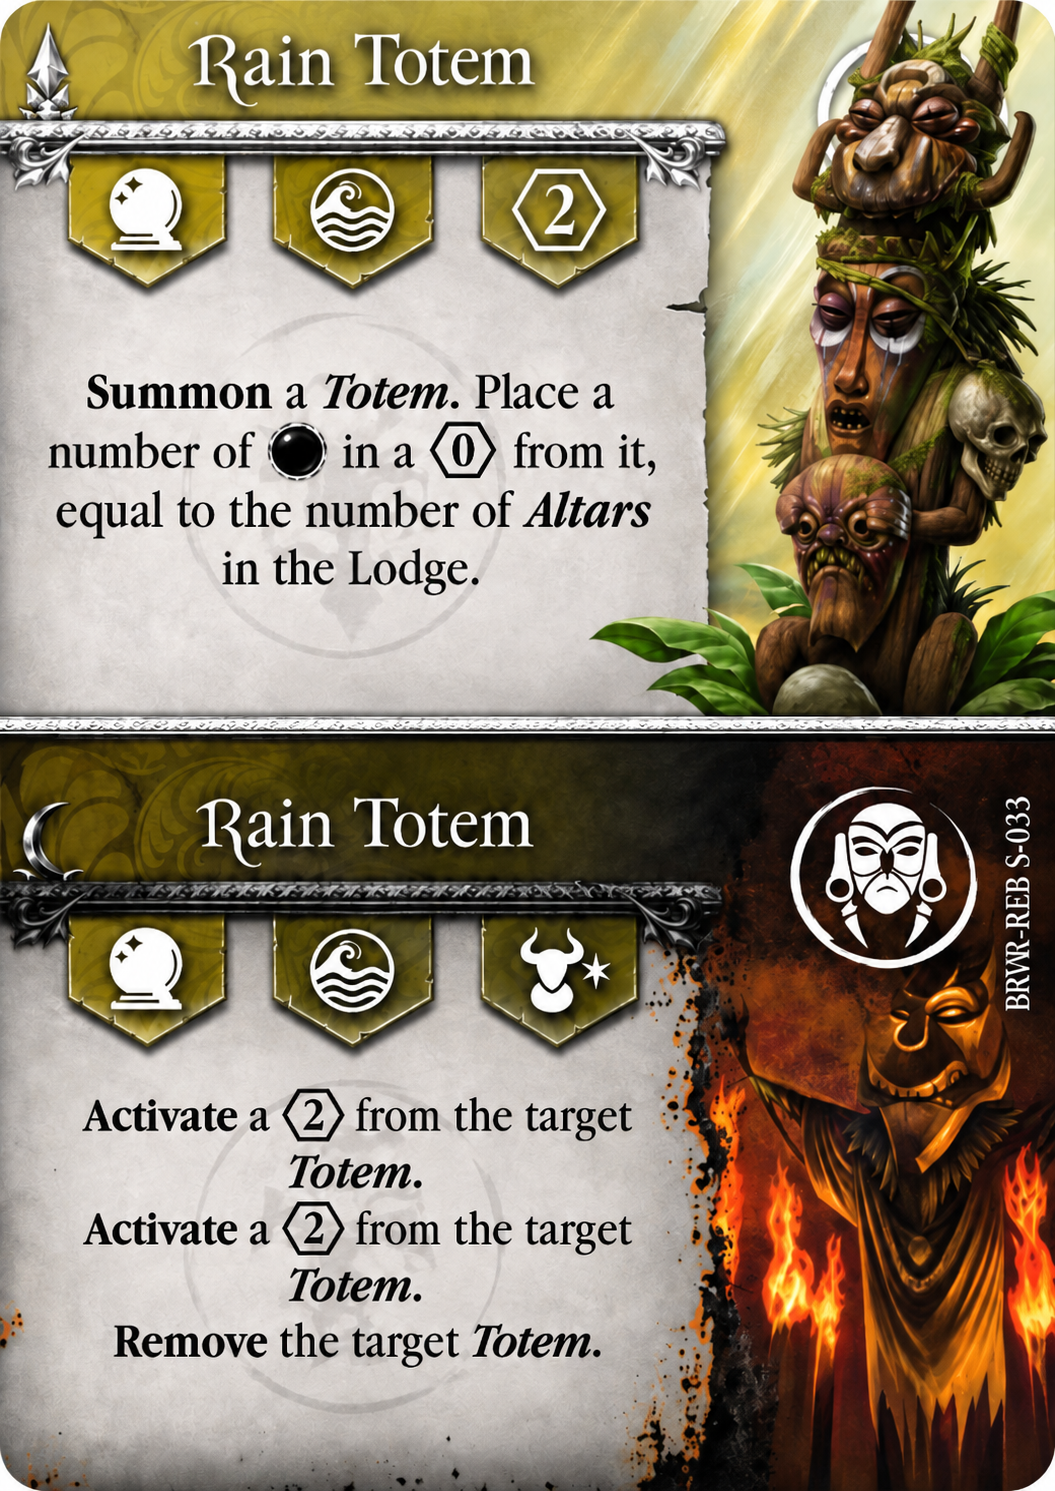 Rain Totem
2
Summon a Totem. Place a
number of in a 0 from it,
equal to the number of Altars
in the Lodge.
Rain Totem
BRWR-REB S-033
Activate a 2 from the target
Totem.
Activate a 2 from the target
Totem.
Remove the target Totem.